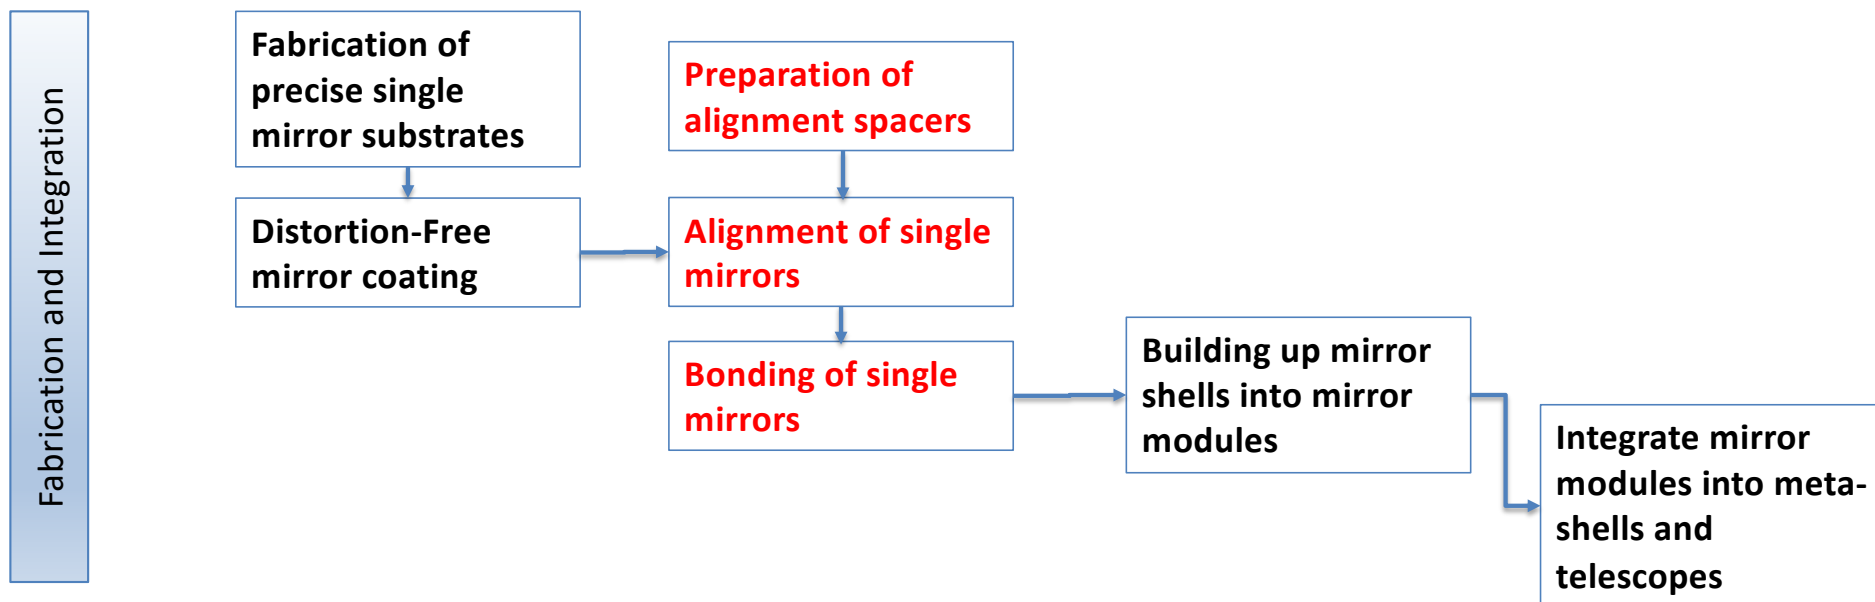 Fabrication and Integration
Fabrication of
precise single
mirror substrates
Distortion-Free
mirror coating
Preparation of
alignment spacers
Alignment of single
mirrors
Bonding of single
mirrors
Building up mirror
shells into mirror
modules
Integrate mirror
modules into meta-
shells and
telescopes